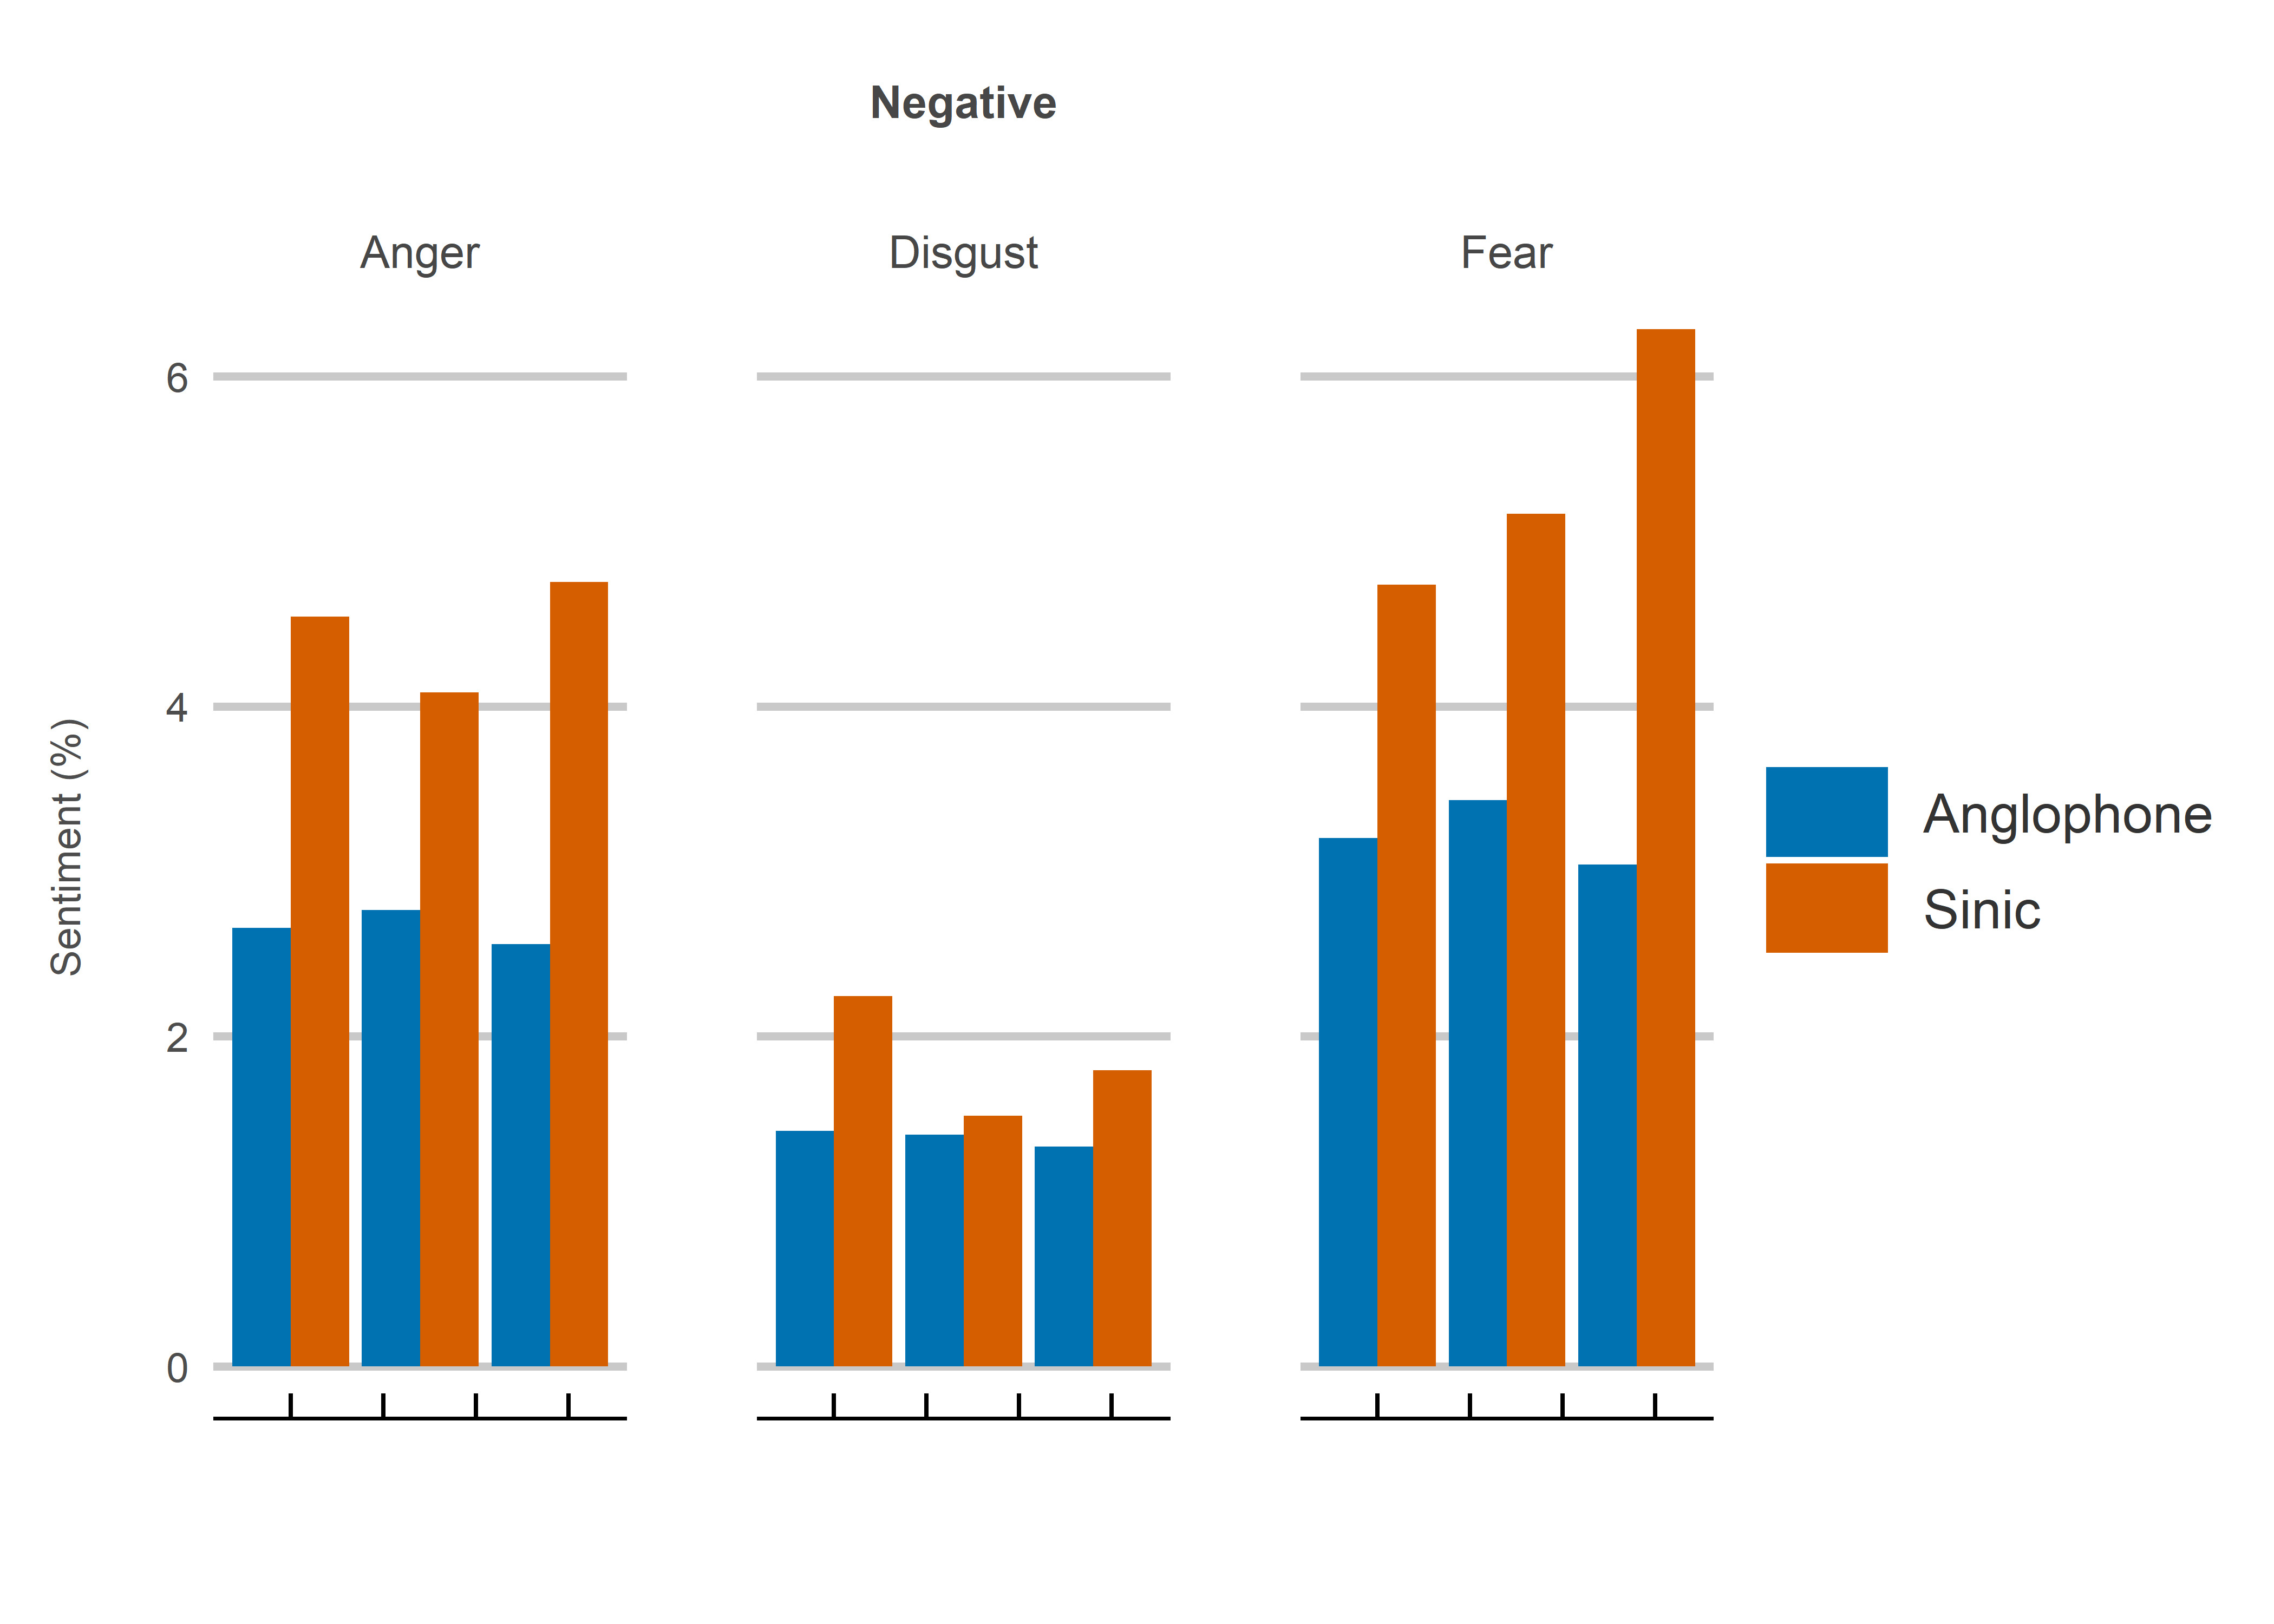 Negative
Anger
Disgust
Fear
6
4
2
0
Sentiment (%)
Anglophone
Sinic